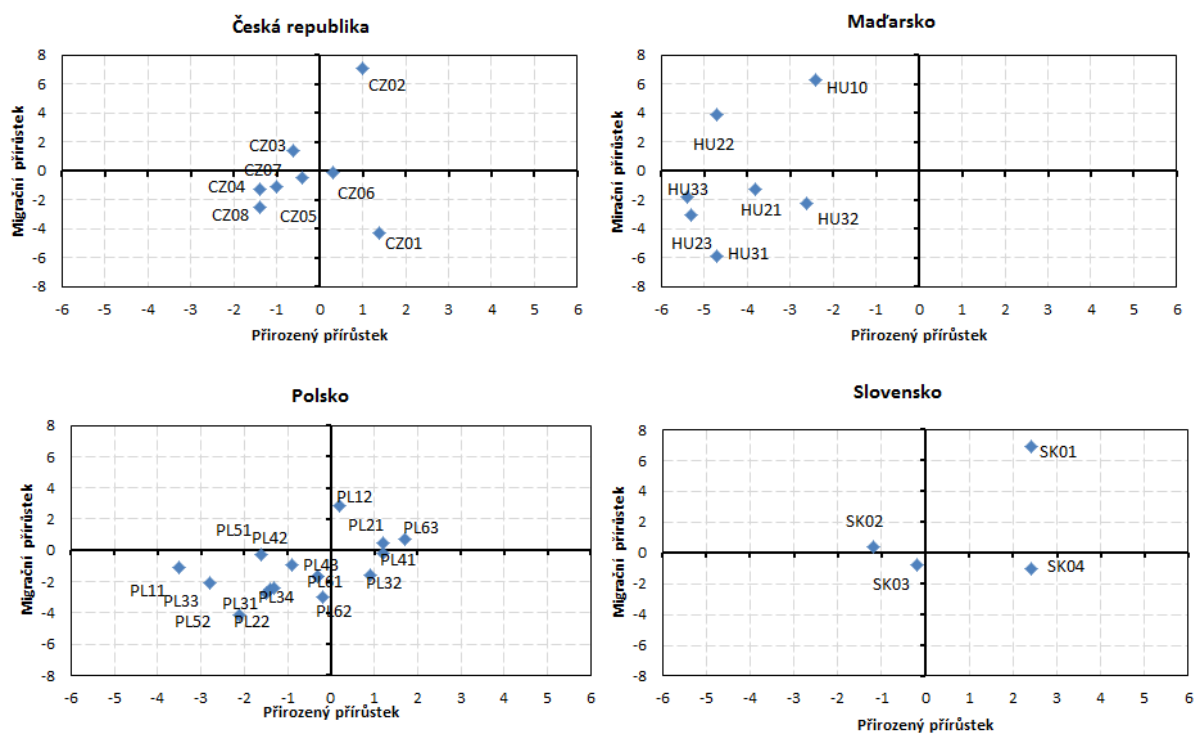 Česká republika
8
6
4
2
0
-2
-4
-6
-8
Migrační přírůstek
CZ02
CZ03
CZ07
CZ04
CZ06
CZ08
CZ05
CZ01
-6 -5 -4 -3 -2 -1 0 1 2 3 4 5 6
Přirozený přírůstek
Maďarsko
8
6
4
2
0
-2
-4
-6
-8
Mirační přírůstek
HU10
HU22
HU33
HU21
HU32
HU23
HU31
-6 -5 -4 -3 -2 -1 0 1 2 3 4 5 6
Přirozený přírůstek
Polsko
8
6
4
2
0
-2
-4
-6
-8
Migrační přírůstek
PL12
PL51
PL42
PL21
PL63
PL43
PL41
PL61
PL32
PL11
PL33
PL31
PL34
PL62
PL52
PL22
-6 -5 -4 -3 -2 -1 0 1 2 3 4 5 6
Přirozený přírůstek
Slovensko
8
6
4
2
0
-2
-4
-6
-8
Migrační přírůstek
SK01
SK02
SK03
SK04
-6 -5 -4 -3 -2 -1 0 1 2 3 4 5 6
Přirozený přírůstek